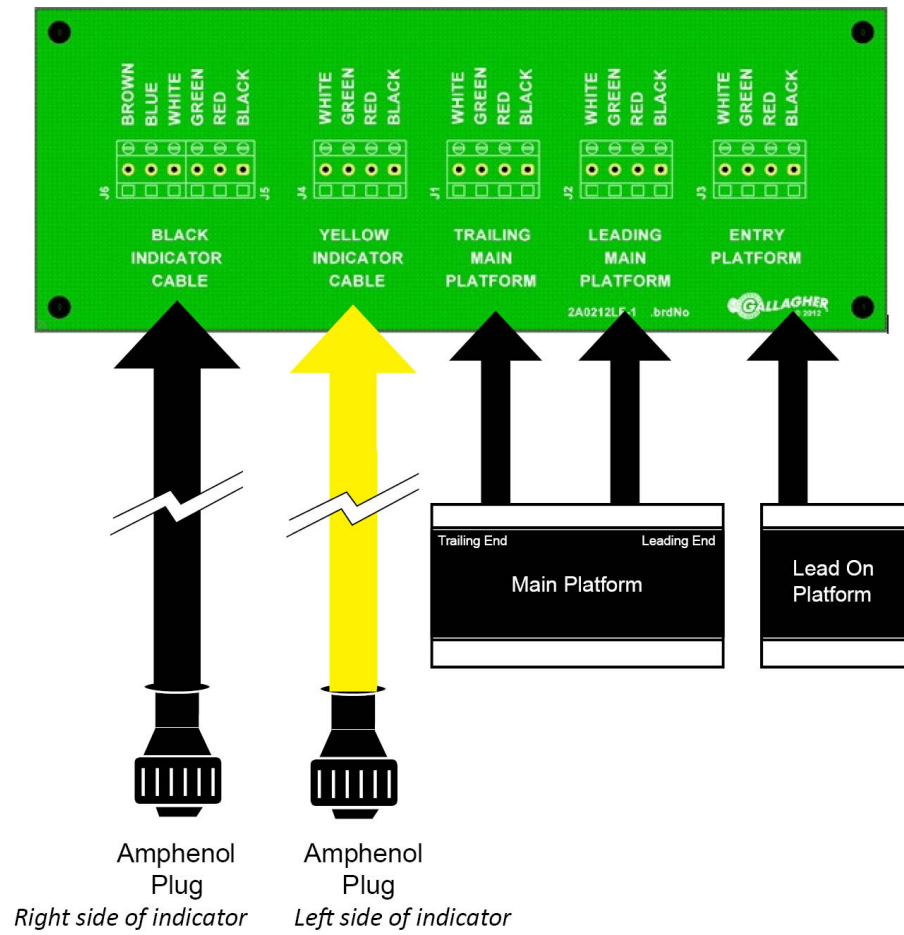 BROWN
BLUE
WHITE
GREEN
RED
BLACK
WHITE
GREEN
RED
BLACK
WHITE
GREEN
RED
BLACK
WHITE
GREEN
RED
BLACK
WHITE
GREEN
RED
BLACK
J6
J5
J4
J1
J2
J3
BLACK
INDICATOR
CABLE
YELLOW
INDICATOR
CABLE
TRAILING
MAIN
PLATFORM
LEADING
MAIN
PLATFORM
ENTRY
PLATFORM
2A0212LF-1 .brdNo
GALLAGHER
2012
Trailing End
Leading End
Main Platform
Lead On
Platform
Amphenol
Plug
Right side of indicator
Amphenol
Plug
Left side of indicator